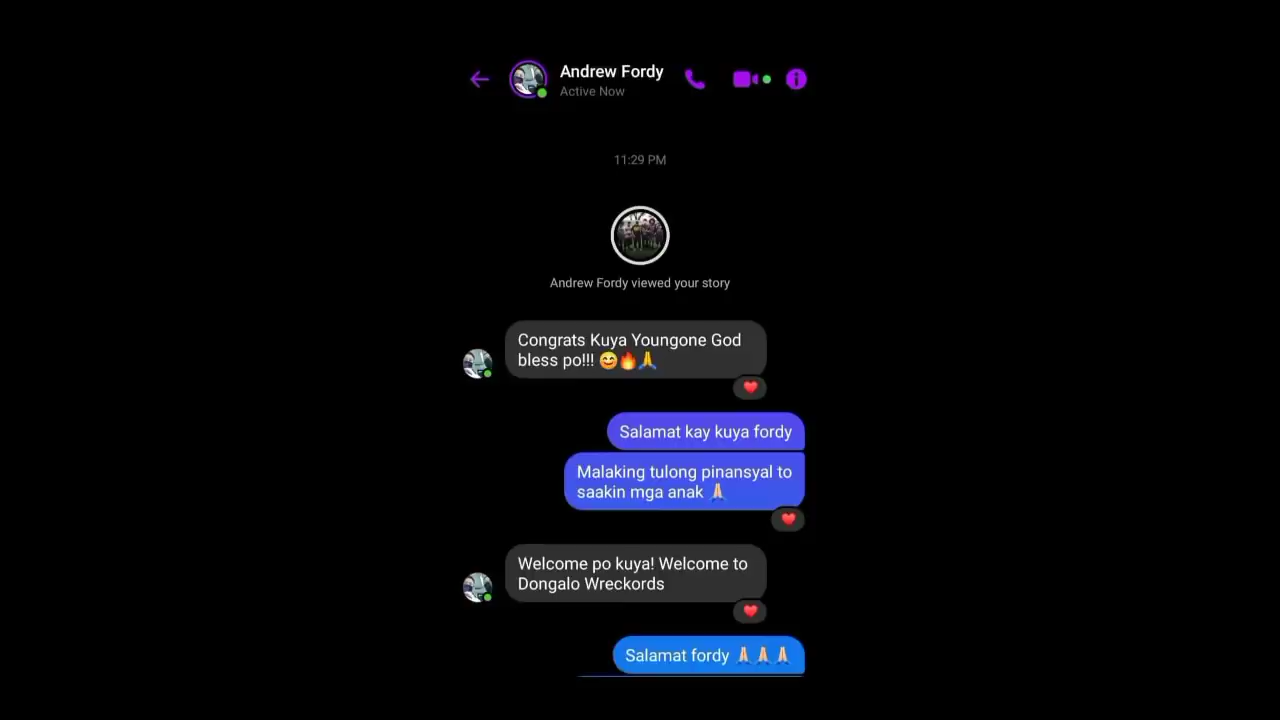 Andrew Fordy
Active Now
11:29 PM
Andrew Fordy viewed your story
Congrats Kuya Youngone God
bless po!!! 😊🔥🙏
Salamat kay kuya fordy
Malaking tulong pinansyal to
saakin mga anak 🙏🏻
Welcome po kuya! Welcome to
Dongalo Wreckords
Salamat fordy 🙏🏻🙏🏻🙏🏻